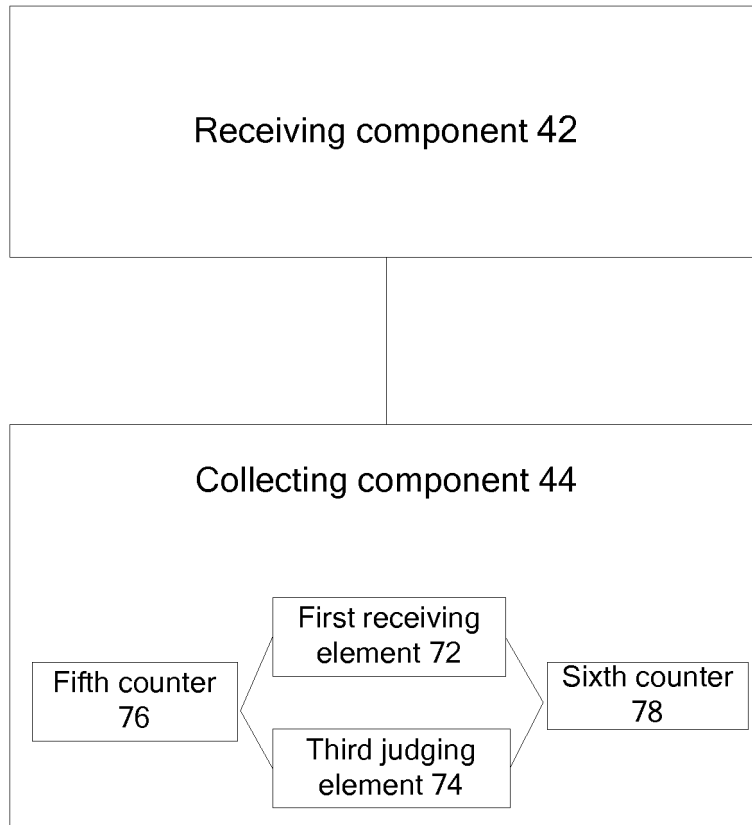 Receiving component 42
Collecting component 44
First receiving
element 72
Fifth counter
76
Sixth counter
78
Third judging
element 74